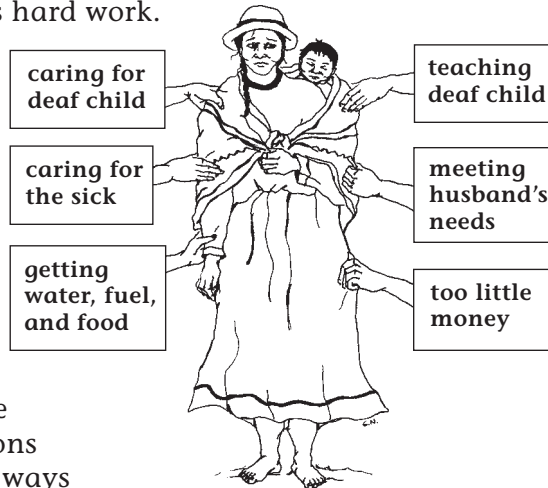 s hard work.
caring for
deaf child
caring for
the sick
getting
water, fuel,
and food
teaching
deaf child
meeting
husband's
needs
too little
money
e
ons
ways